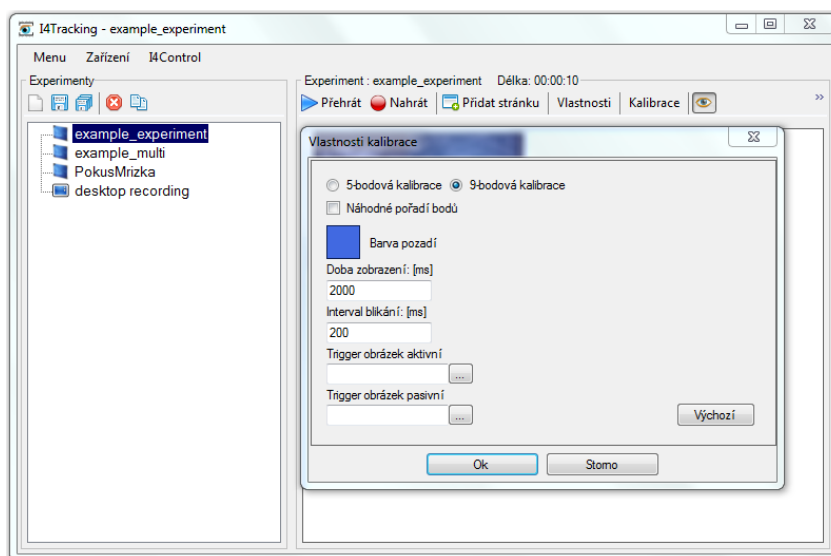 I4Tracking - example_experiment
Menu Zařízení I4Control
Experimenty
example_experiment
example_multi
PokusMrizka
desktop recording
Experiment : example_experiment Délka: 00:00:10
Přehrát Nahrát Přidat stránku Vlastnosti Kalibrace »
Vlastnosti kalibrace
5-bodová kalibrace 9-bodová kalibrace
Náhodné pořadí bodů
Barva pozadí
Doba zobrazení: [ms]
2000
Interval blikání: [ms]
200
Trigger obrázek aktivní
...
Trigger obrázek pasivní
...
Výchozí
Ok Storno